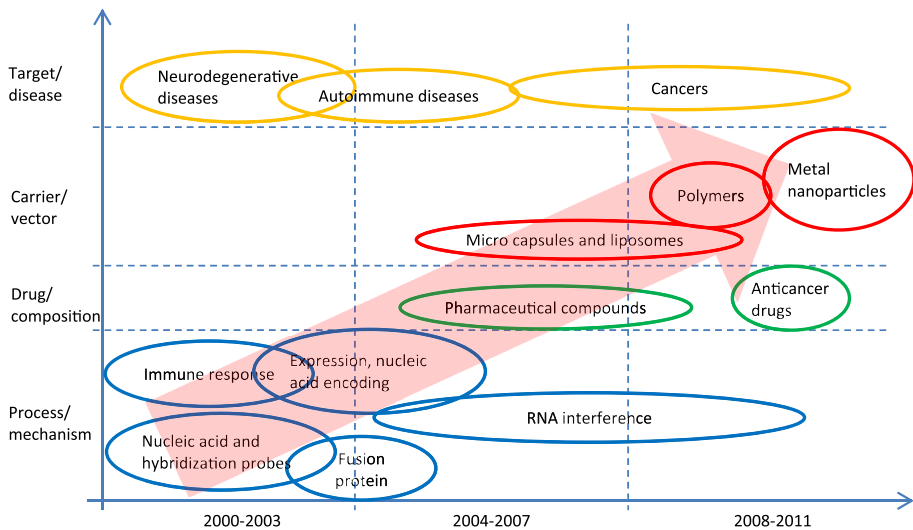 Target/
disease
Neurodegenerative
diseases
Autoimmune diseases
Cancers
Carrier/
vector
Polymers
Metal
nanoparticles
Micro capsules and liposomes
Drug/
composition
Pharmaceutical compounds
Anticancer
drugs
Process/
mechanism
Immune response
Expression, nucleic
acid encoding
RNA interference
Nucleic acid and
hybridization probes
Fusion
protein
2000-2003
2004-2007
2008-2011